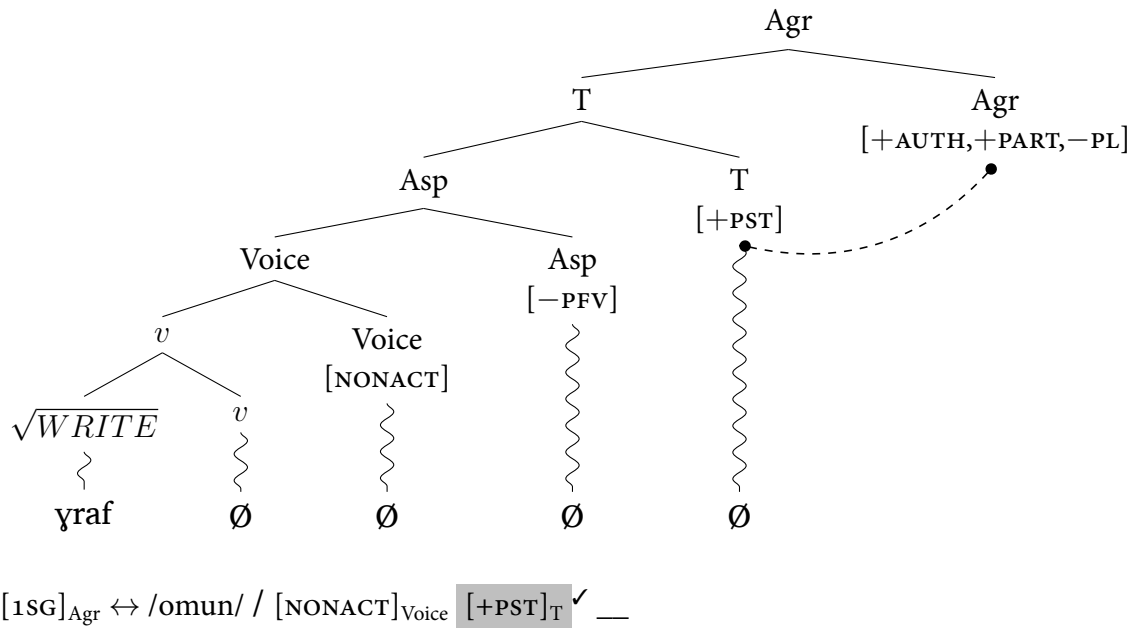 Agr
T Agr
[+AUTH,+PART,−PL]
Asp T
[+PST]
Voice Asp
[−PFV]
v Voice
[NONACT]
√WRITE v
ɣraf Ø Ø Ø Ø
[1SG]Agr ↔ /omun/ / [NONACT]Voice [+PST]T ✓ __